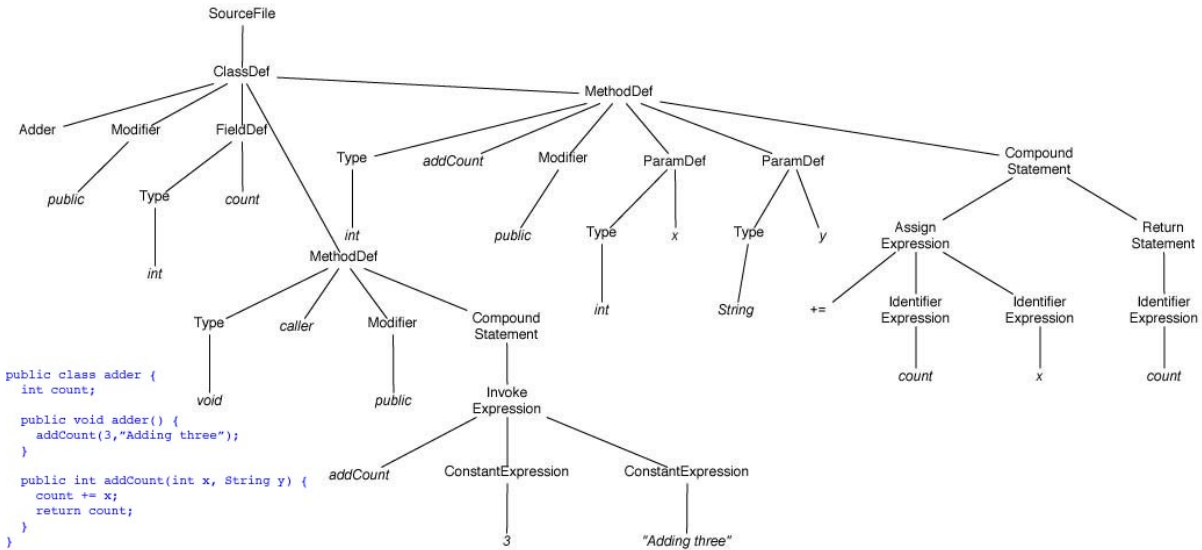 SourceFile
ClassDef
MethodDef
Adder Modifier FieldDef
Type addCount Modifier ParamDef ParamDef Compound
Statement
public Type count
int public Type x Type y Assign
Expression Return
Statement
int MethodDef
int String += Identifier
Expression Identifier
Expression Identifier
Expression
Type caller Modifier Compound
Statement
count x count
void public Invoke
Expression
addCount ConstantExpression ConstantExpression
3 "Adding three"
public class adder {
int count;
public void adder() {
addCount(3,"Adding three");
}
public int addCount(int x, String y) {
count += x;
return count;
}
}